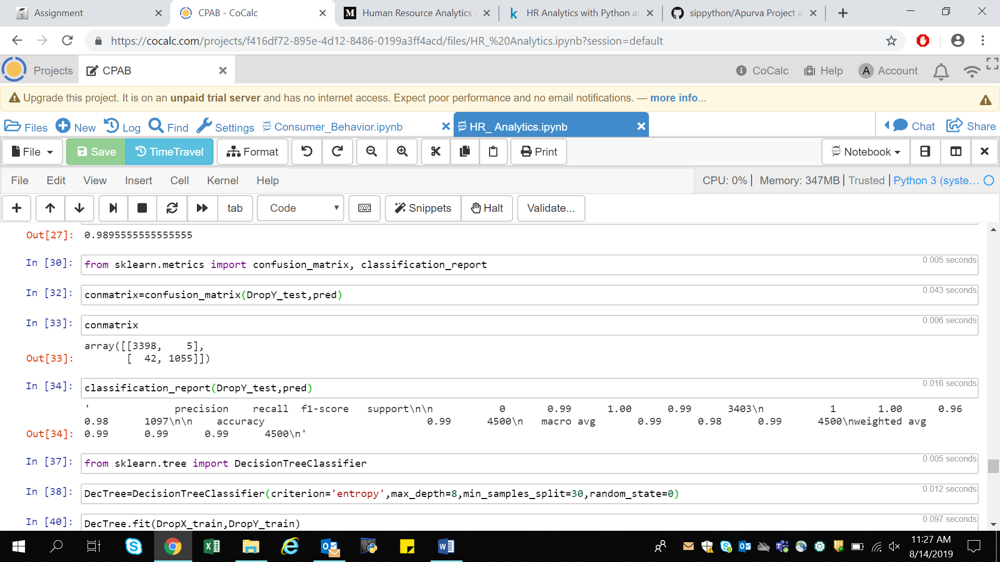 Assignment
CPAB - CoCalc
Human Resource Analytics
HR Analytics with Python
sippython/Apurva Project
https://cocalc.com/projects/f416df72-895e-4d12-8486-0199a3ff4acd/files/HR_%20Analytics.ipynb?session=default
Projects
CPAB
CoCalc
Help
A Account
Upgrade this project. It is on an unpaid trial server and has no internet access. Expect poor performance and no email notifications. — more info...
Files
New
Log
Find
Settings
Consumer_Behavior.ipynb
HR_ Analytics.ipynb
Chat
Share
File
Save
TimeTravel
Format
Print
Notebook
File Edit View Insert Cell Kernel Help
CPU: 0% | Memory: 347MB | Trusted | Python 3 (syste...
tab
Code
Snippets
Halt
Validate...
Out[27]: 0.9895555555555555
In [30]: from sklearn.metrics import confusion_matrix, classification_report
0.005 seconds
In [32]: conmatrix=confusion_matrix(DropY_test,pred)
0.043 seconds
In [33]: conmatrix
0.006 seconds
array([[3398,    5],
Out[33]:        [  42, 1055]])
In [34]: classification_report(DropY_test,pred)
0.016 seconds
'              precision    recall  f1-score   support\n\n           0       0.99      1.00      0.99      3403\n           1       1.00      0.96
0.98      1097\n\n    accuracy                           0.99      4500\n   macro avg       0.99      0.98      0.99      4500\nweighted avg
Out[34]: 0.99      0.99      0.99      4500\n'
In [37]: from sklearn.tree import DecisionTreeClassifier
0.005 seconds
In [38]: DecTree=DecisionTreeClassifier(criterion='entropy',max_depth=8,min_samples_split=30,random_state=0)
0.012 seconds
In [40]: DecTree.fit(DropX_train,DropY_train)
0.097 seconds
11:27 AM
8/14/2019